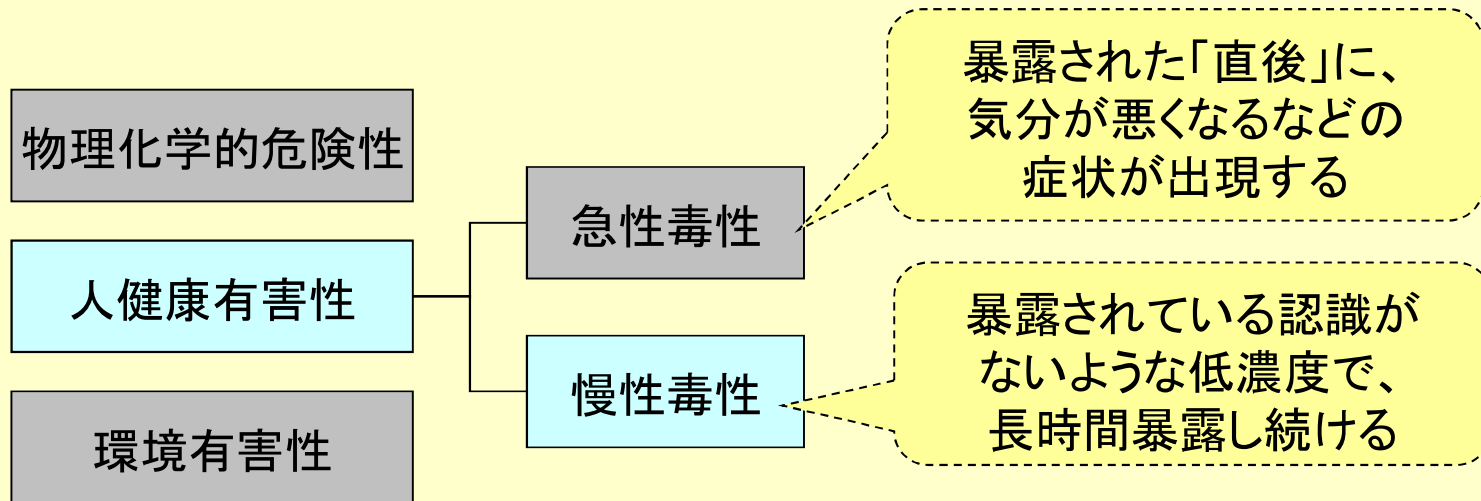 物理化学的危険性
人健康有害性
環境有害性
急性毒性
慢性毒性
暴露された「直後」に、
気分が悪くなるなどの
症状が出現する
暴露されている認識が
ないような低濃度で、
長時間暴露し続ける